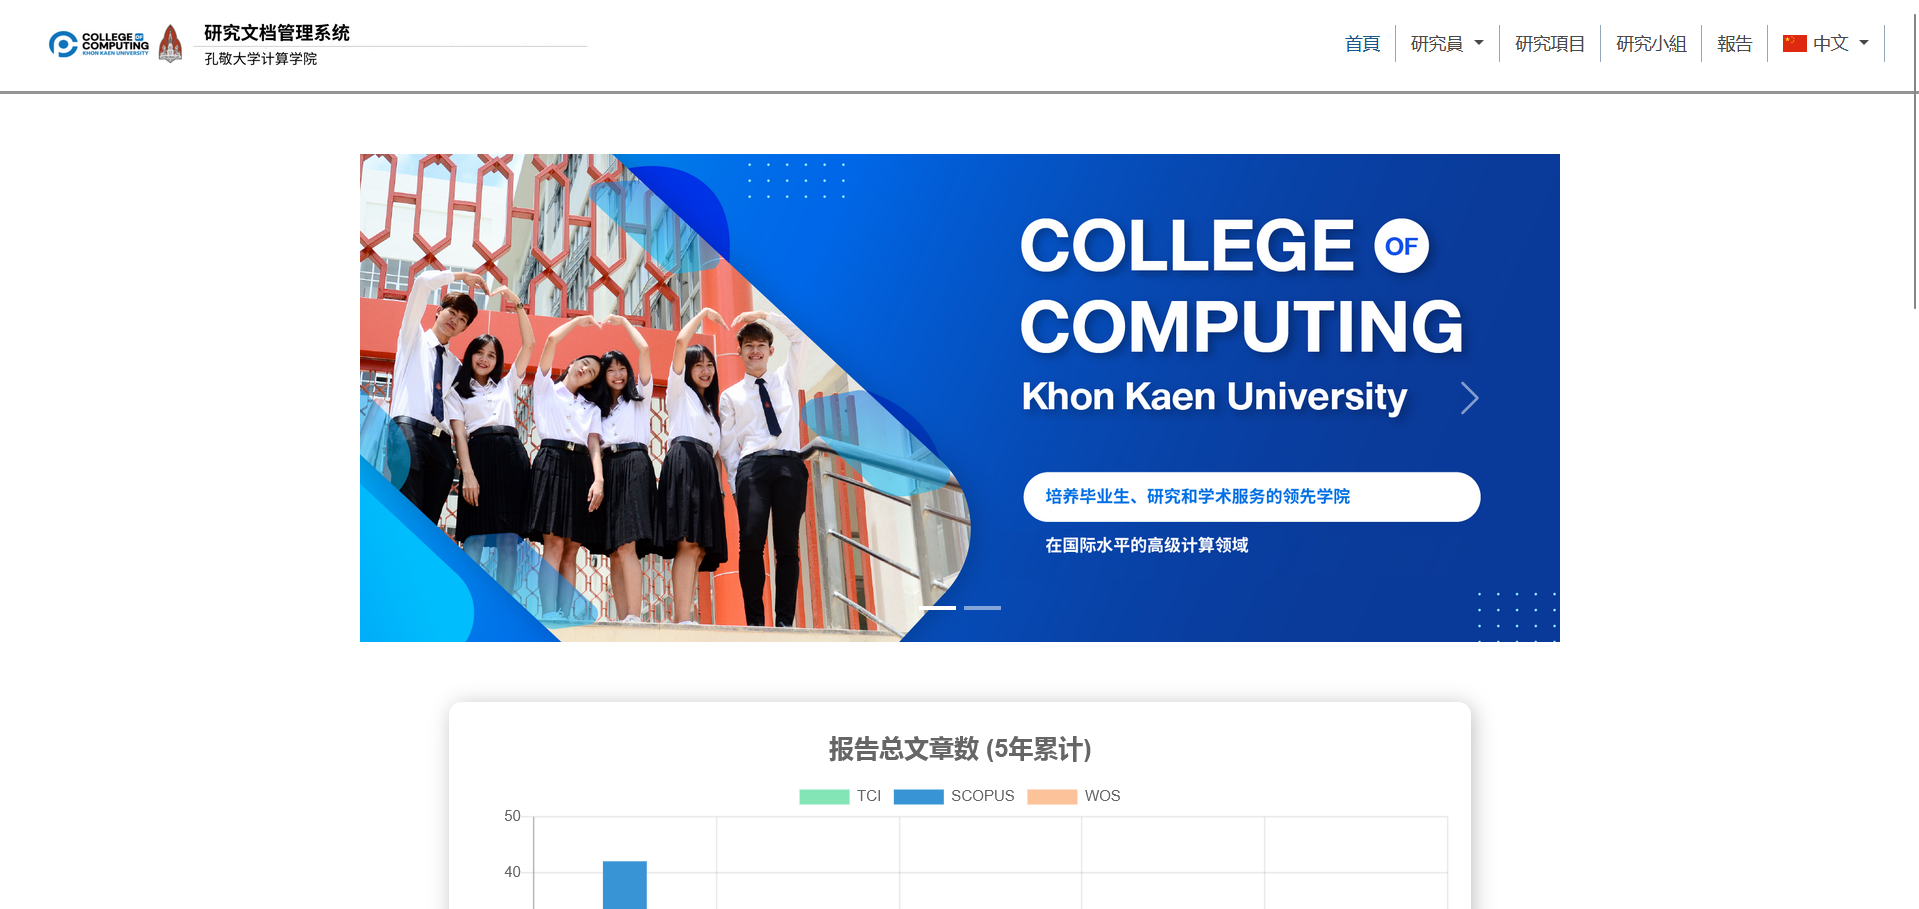 COLLEGE OF
COMPUTING
KHON KAEN UNIVERSITY
研究文档管理系统
孔敬大学计算学院
首頁
研究員
研究項目
研究小組
報告
中文
COLLEGE OF
COMPUTING
Khon Kaen University
培养毕业生、研究和学术服务的领先学院
在国际水平的高级计算领域
报告总文章数 (5年累计)
TCI
SCOPUS
WOS
50
40